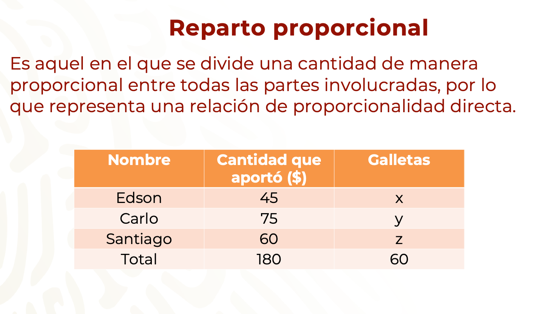 Reparto proporcional
Es aquel en el que se divide una cantidad de manera
proporcional entre todas las partes involucradas, por lo
que representa una relación de proporcionalidad directa.
Nombre Cantidad que aportó ($) Galletas
Edson 45 x
Carlo 75 y
Santiago 60 z
Total 180 60